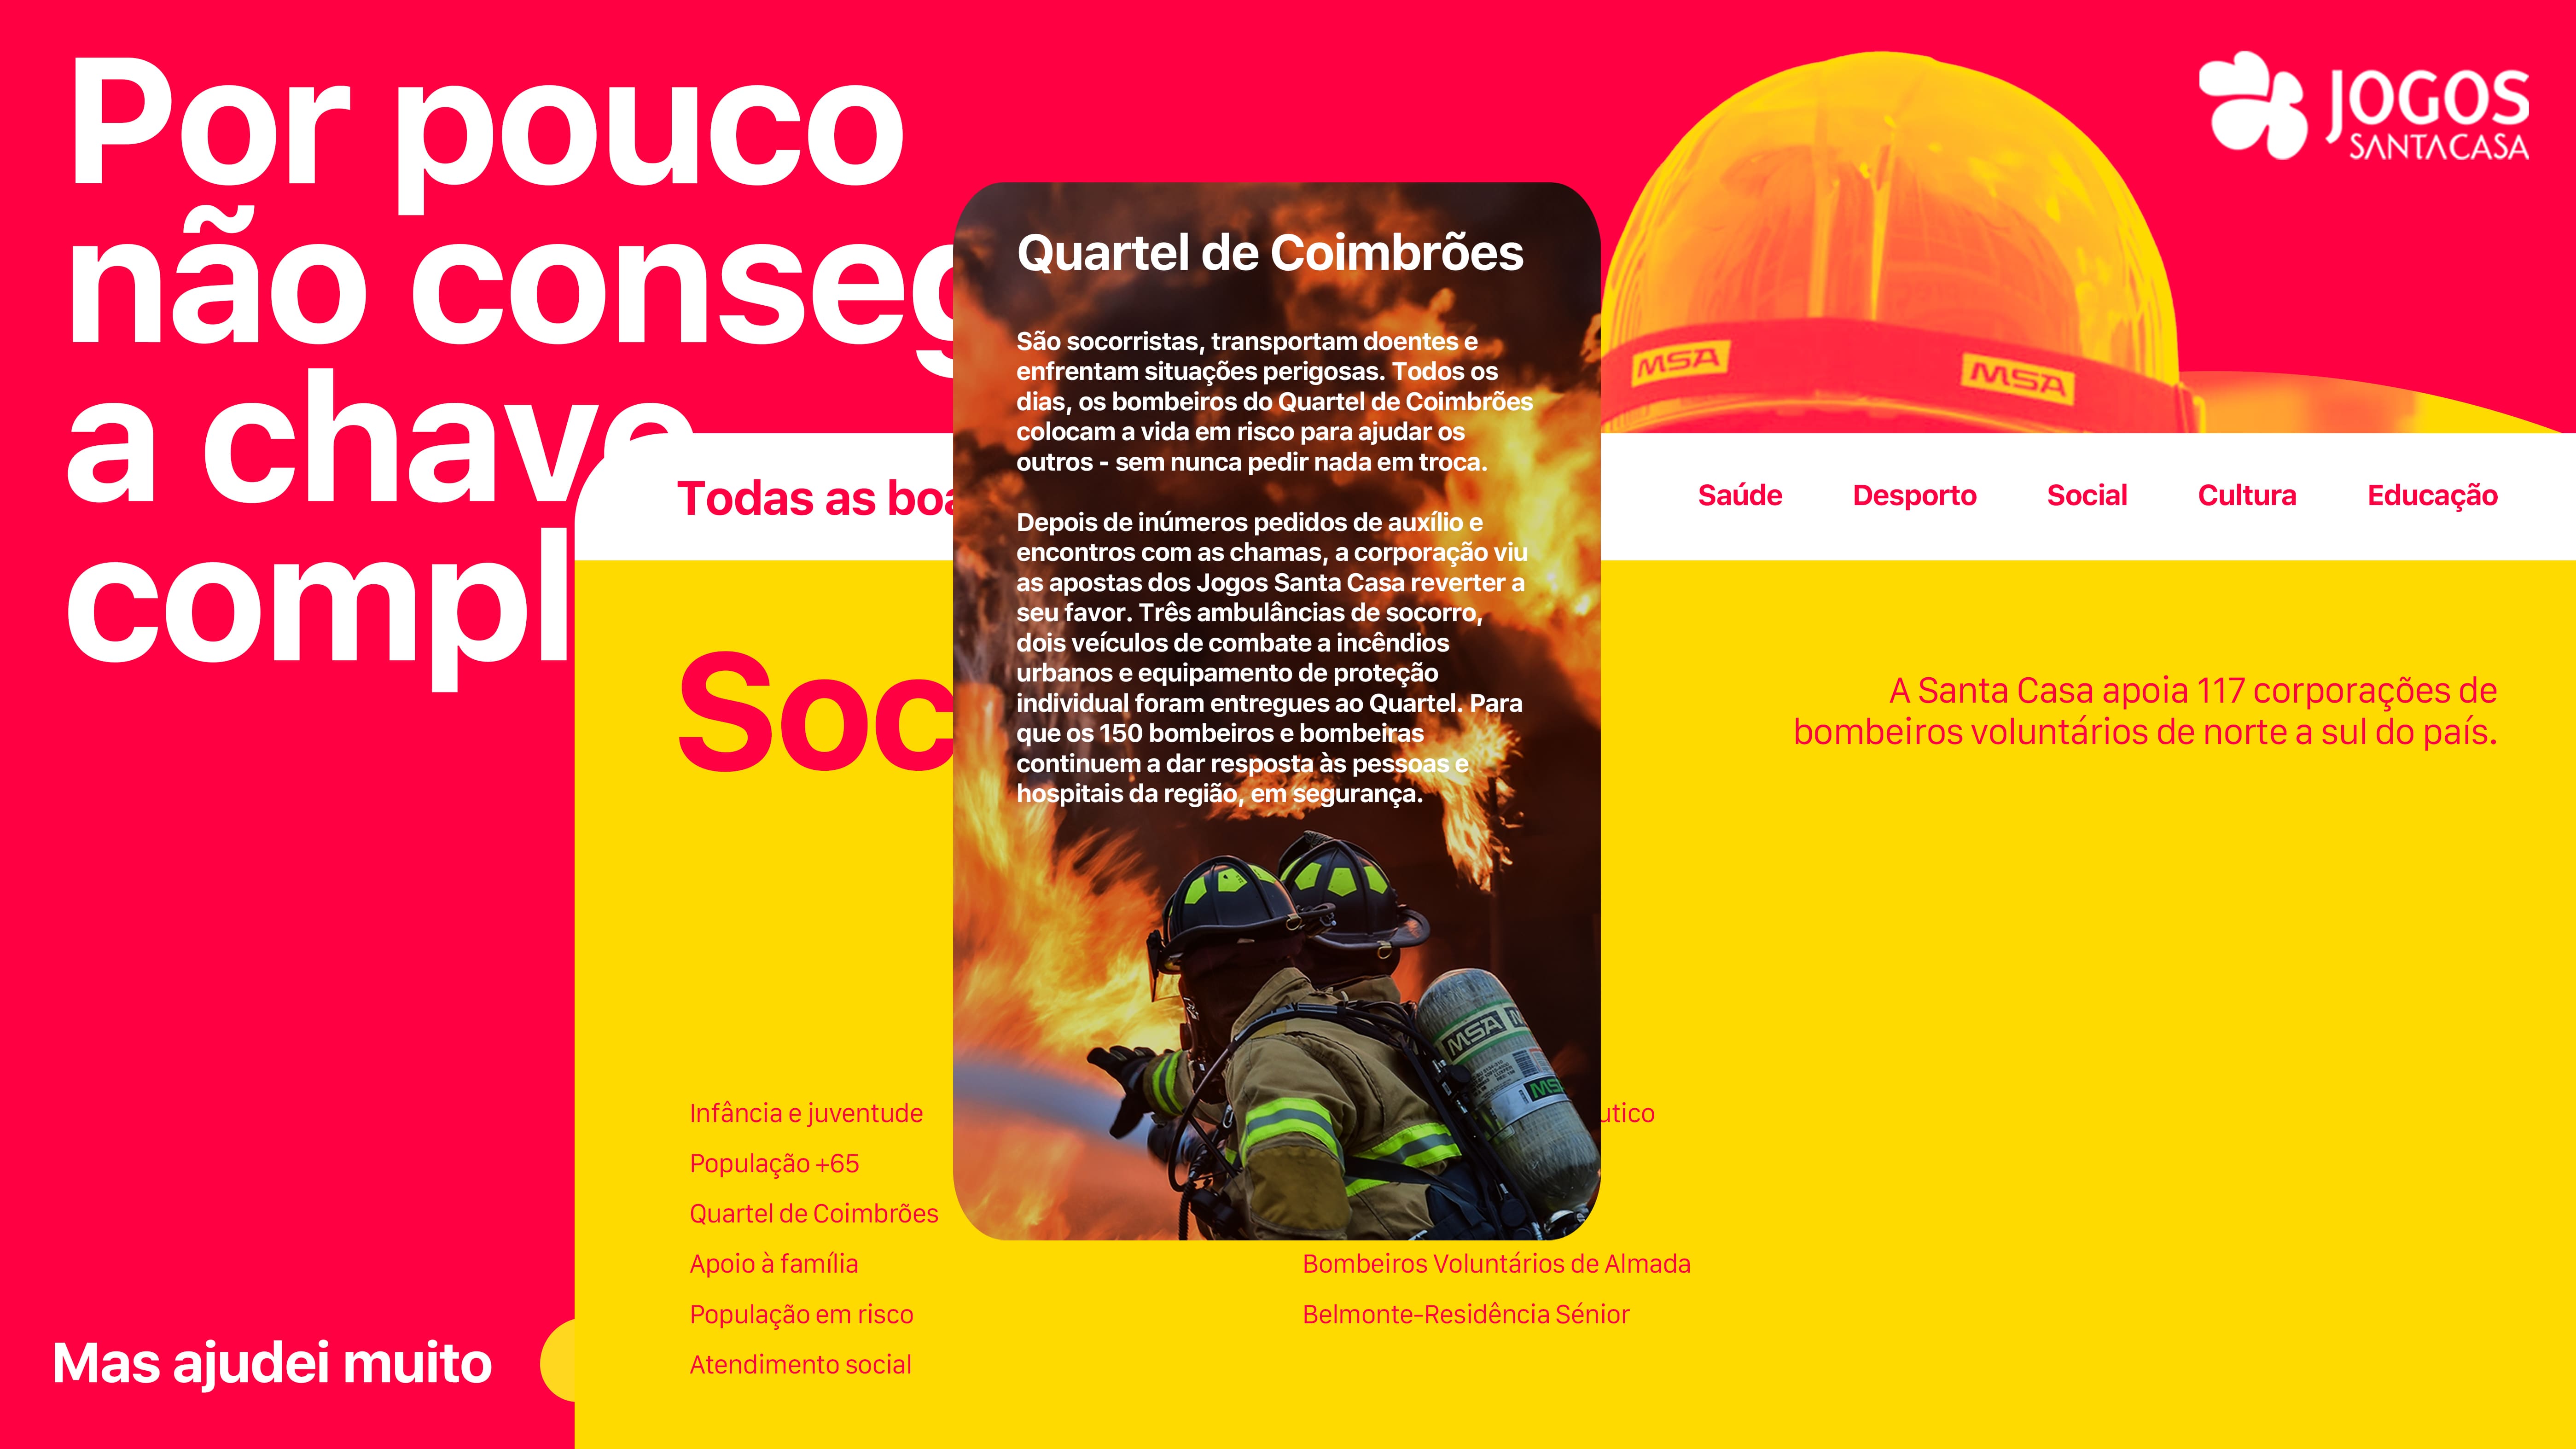 Por pouco
não conseg
a chave
compl
Mas ajudei muito
JOGOS
SANTA CASA
MSA
MSA
Todas as boa
Saúde
Desporto
Social
Cultura
Educação
Soc
A Santa Casa apoia 117 corporações de
bombeiros voluntários de norte a sul do país.
Quartel de Coimbrões
São socorristas, transportam doentes e
enfrentam situações perigosas. Todos os
dias, os bombeiros do Quartel de Coimbrões
colocam a vida em risco para ajudar os
outros - sem nunca pedir nada em troca.
Depois de inúmeros pedidos de auxílio e
encontros com as chamas, a corporação viu
as apostas dos Jogos Santa Casa reverter a
seu favor. Três ambulâncias de socorro,
dois veículos de combate a incêndios
urbanos e equipamento de proteção
individual foram entregues ao Quartel. Para
que os 150 bombeiros e bombeiras
continuem a dar resposta às pessoas e
hospitais da região, em segurança.
MSA
Infância e juventude
População +65
Quartel de Coimbrões
Apoio à família
População em risco
Atendimento social
utico
Bombeiros Voluntários de Almada
Belmonte-Residência Sénior